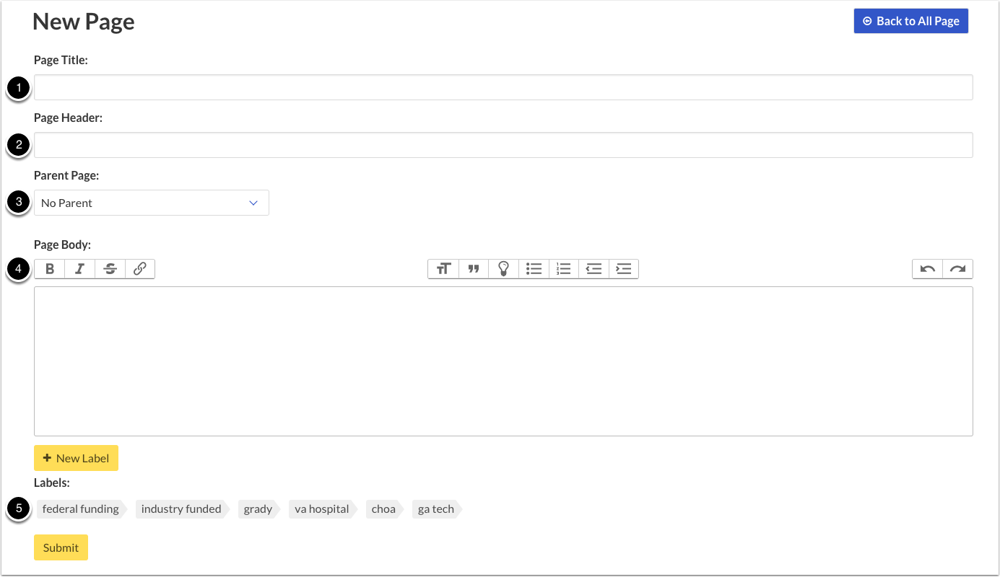 New Page
Back to All Page
Page Title:
1
Page Header:
2
Parent Page:
3
No Parent
Page Body:
4
B I S
New Label
Labels:
5
federal funding industry funded grady va hospital choa ga tech
Submit